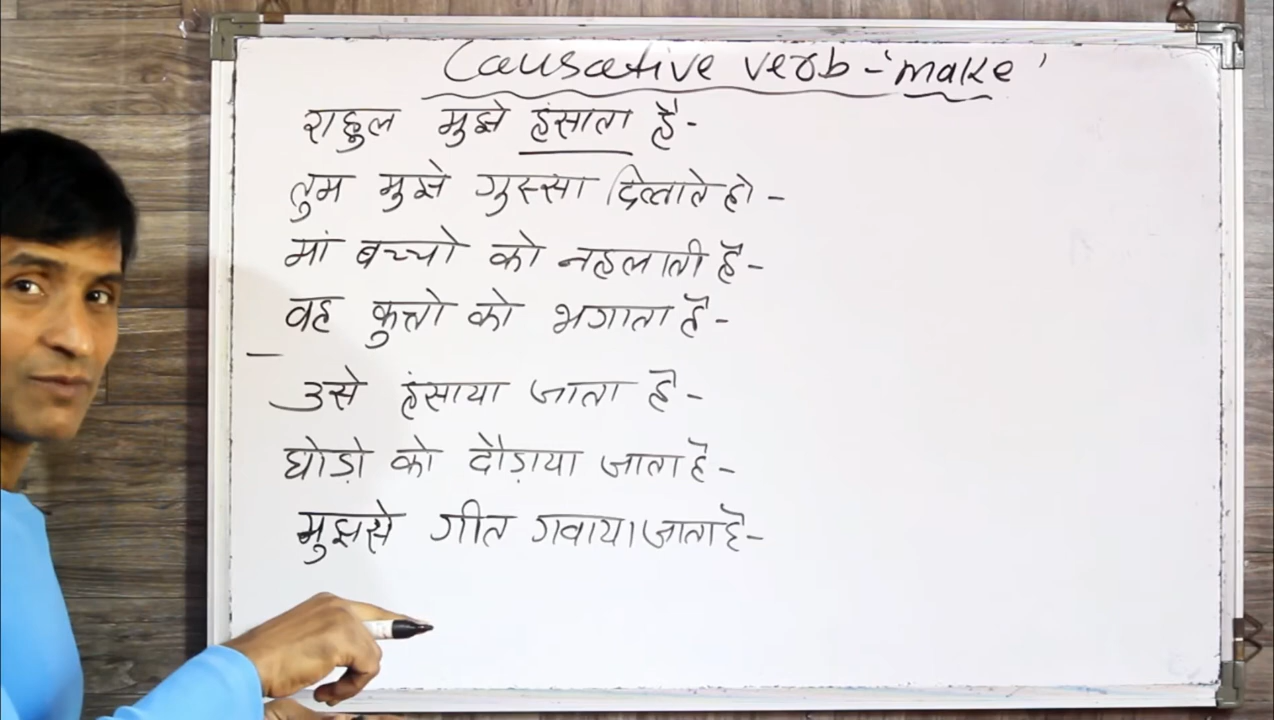 Causative verb - 'make'
राहुल मुझे हंसाता है -
तुम मुझे गुस्सा दिलाते हो -
मां बच्चो को नहलाती है -
वह कुत्तो को भगाता है -
उसे हंसाया जाता है -
घोडो को दौड़ाया जाता है -
मुझसे गीत गवाया जाता है -